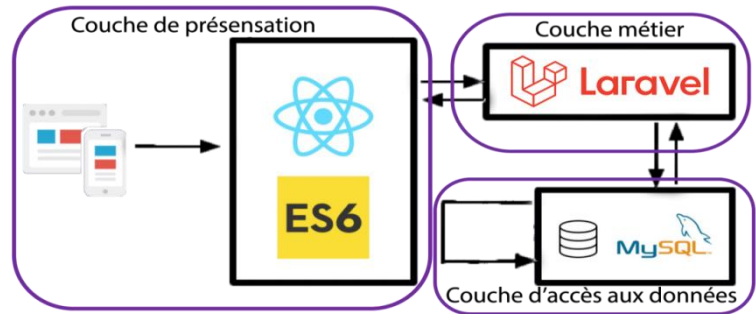 Couche de présensation
Couche métier
Laravel
ES6
MySQL
Couche d'accès aux données